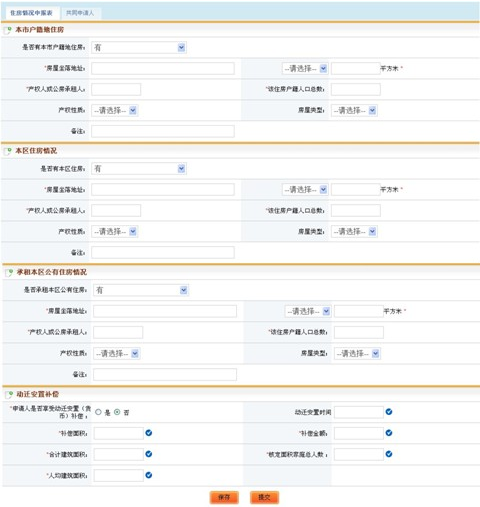 住房情况申报表 共同申请人
本市户籍地住房
是否有本市户籍地住房： 有
*房屋坐落地址： --请选择-- 平方米 *
*产权人或公房承租人： *该住房户籍人口总数：
产权性质： --请选择-- 房屋类型： --请选择--
备注：
本区住房情况
是否有本区住房： 有
*房屋坐落地址： --请选择-- 平方米 *
*产权人或公房承租人： *该住房户籍人口总数：
产权性质： --请选择-- 房屋类型： --请选择--
备注：
承租本区公有住房情况
是否承租本区公有住房： 有
*房屋坐落地址： --请选择-- 平方米 *
*产权人或公房承租人： *该住房户籍人口总数：
产权性质： --请选择-- 房屋类型： --请选择--
备注：
动迁安置补偿
*申请人是否享受动迁安置（货 是 否 动迁安置时间
币）补偿：
*补偿面积： *补偿金额：
*合计建筑面积： *核定面积家庭总人数：
*人均建筑面积：
保存 提交